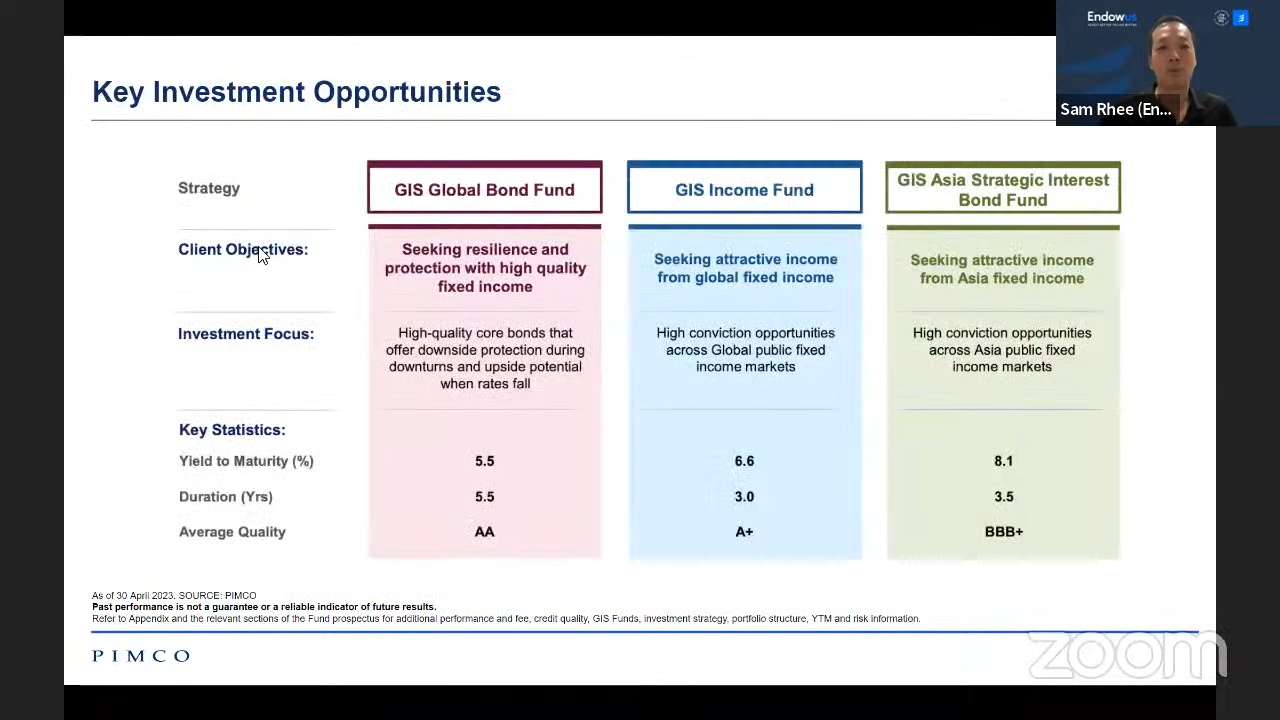 Endowus
Sam Rhee (En...
Key Investment Opportunities
Strategy
GIS Global Bond Fund
GIS Income Fund
GIS Asia Strategic Interest
Bond Fund
Client Objectives:
Seeking resilience and
protection with high quality
fixed income
Seeking attractive income
from global fixed income
Seeking attractive income
from Asia fixed income
Investment Focus:
High-quality core bonds that
offer downside protection during
downturns and upside potential
when rates fall
High conviction opportunities
across Global public fixed
income markets
High conviction opportunities
across Asia public fixed
income markets
Key Statistics:
Yield to Maturity (%)
5.5
6.6
8.1
Duration (Yrs)
5.5
3.0
3.5
Average Quality
AA
A+
BBB+
As of 30 April 2023. SOURCE: PIMCO
Past performance is not a guarantee or a reliable indicator of future results.
Refer to Appendix and the relevant sections of the Fund prospectus for additional performance and fee, credit quality, GIS Funds, investment strategy, portfolio structure, YTM and risk information.
PIMCO
zoom